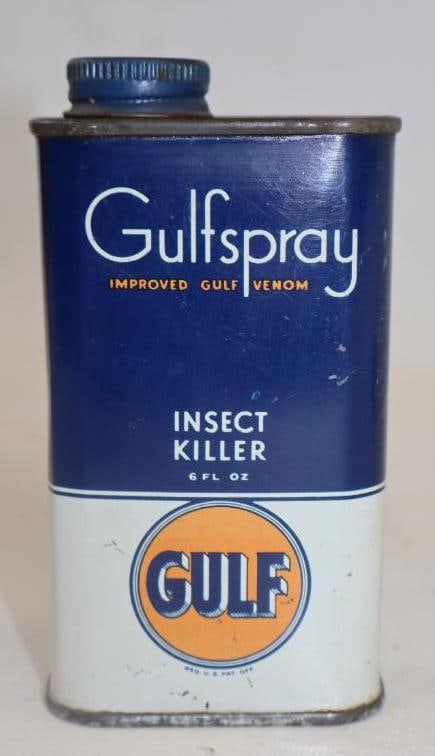 Gulfspray
IMPROVED GULF VENOM
INSECT
KILLER
6 FL OZ
GULF
REG. U.S. PAT. OFF.